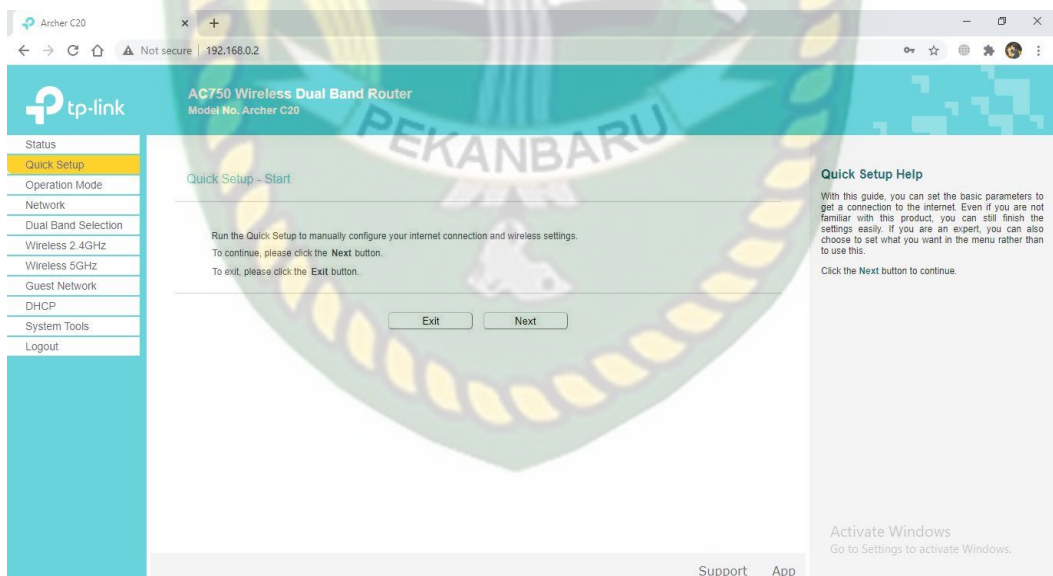 Archer C20
Not secure | 192.168.0.2
tp-link
AC750 Wireless Dual Band Router
Model No. Archer C20
PEKANBARU
Status
Quick Setup
Operation Mode
Network
Dual Band Selection
Wireless 2.4GHz
Wireless 5GHz
Guest Network
DHCP
System Tools
Logout
Quick Setup - Start
Run the Quick Setup to manually configure your internet connection and wireless settings.
To continue, please click the Next button.
To exit, please click the Exit button.
Exit
Next
Quick Setup Help
With this guide, you can set the basic parameters to
get a connection to the internet. Even if you are not
familiar with this product, you can still finish the
settings easily. If you are an expert, you can also
choose to set what you want in the menu rather than
to use this.
Click the Next button to continue.
Activate Windows
Go to Settings to activate Windows.
Support
App